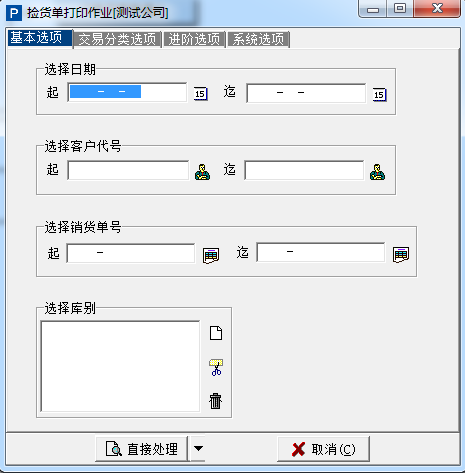 P 捡货单打印作业[测试公司]
基本选项 交易分类选项 进阶选项 系统选项
选择日期
起 - - 15 迄 - - 15
选择客户代号
起 迄
选择销货单号
起 - 迄 -
选择库别
直接处理 取消(C)